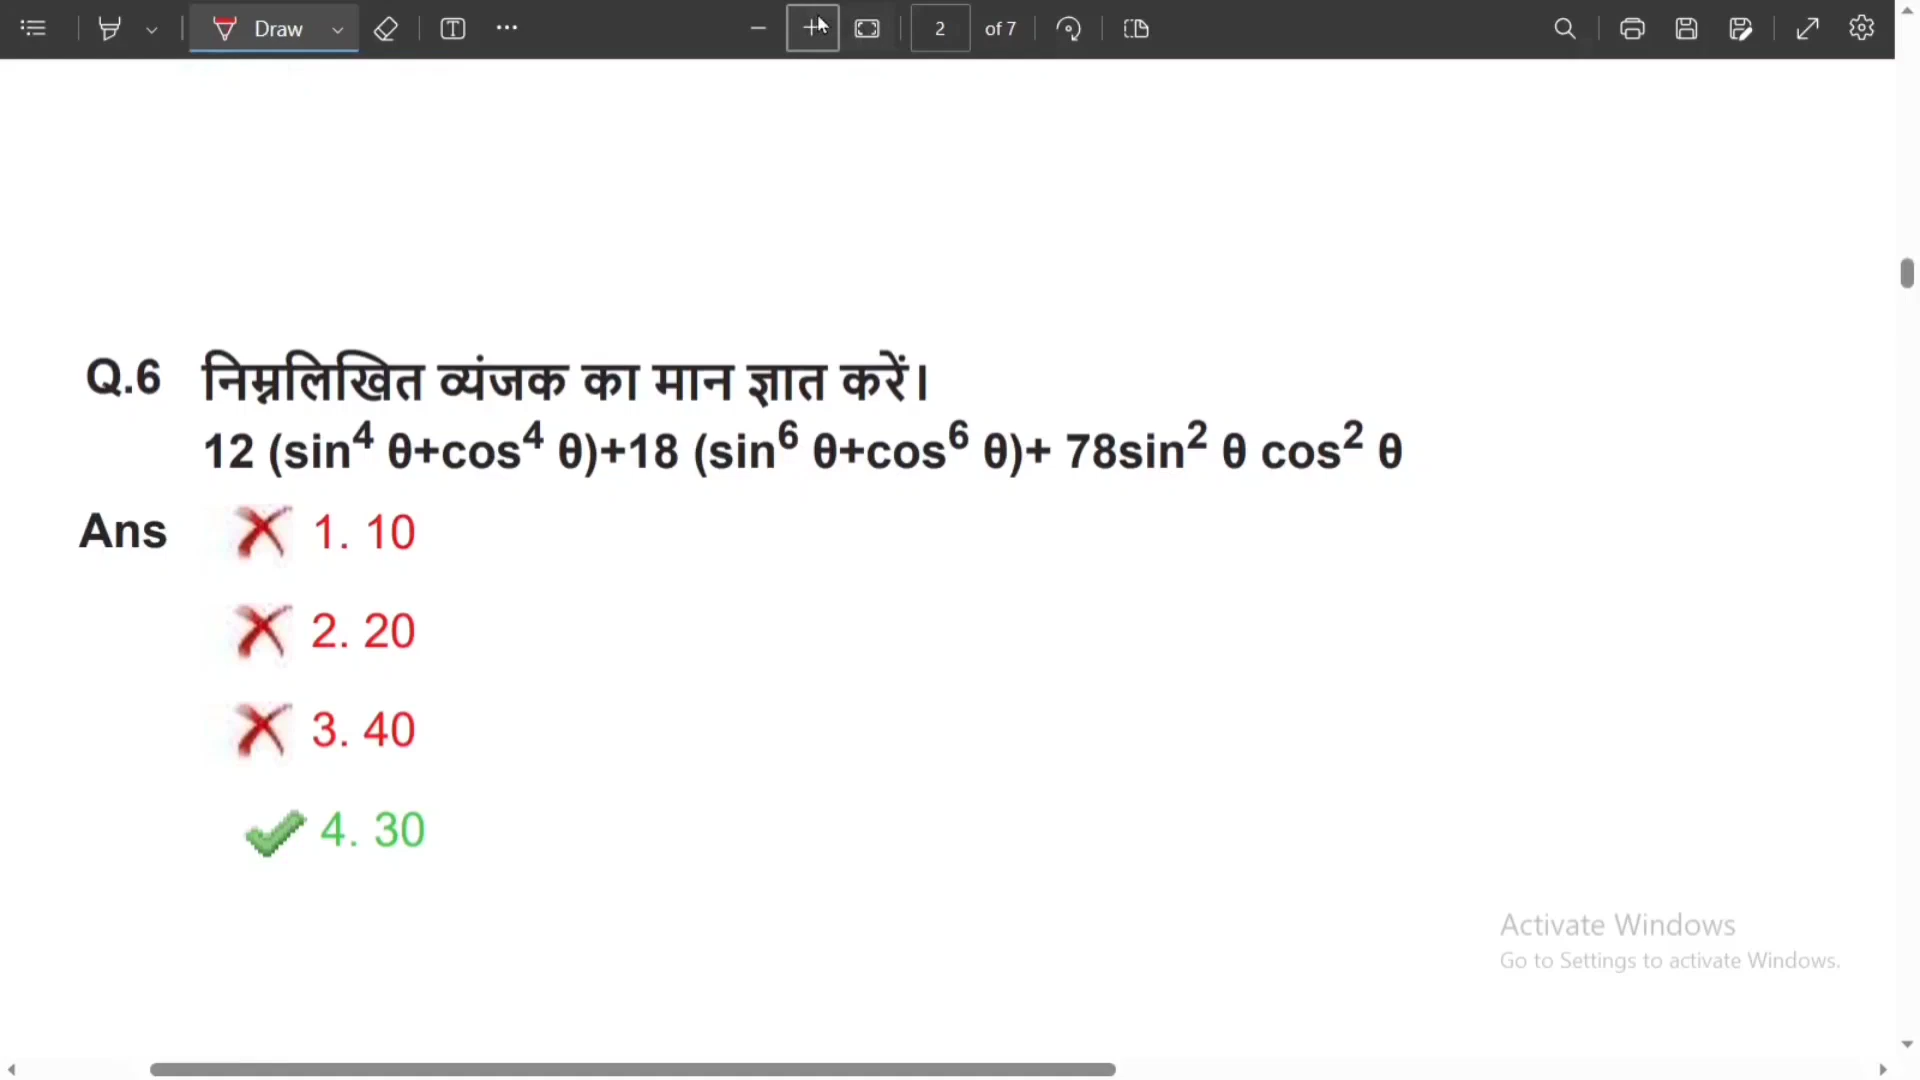 Draw
2 of 7
Q.6 निम्नलिखित व्यंजक का मान ज्ञात करें।
12 (sin⁴ θ+cos⁴ θ)+18 (sin⁶ θ+cos⁶ θ)+ 78sin² θ cos² θ
Ans 1. 10
2. 20
3. 40
4. 30
Activate Windows
Go to Settings to activate Windows.